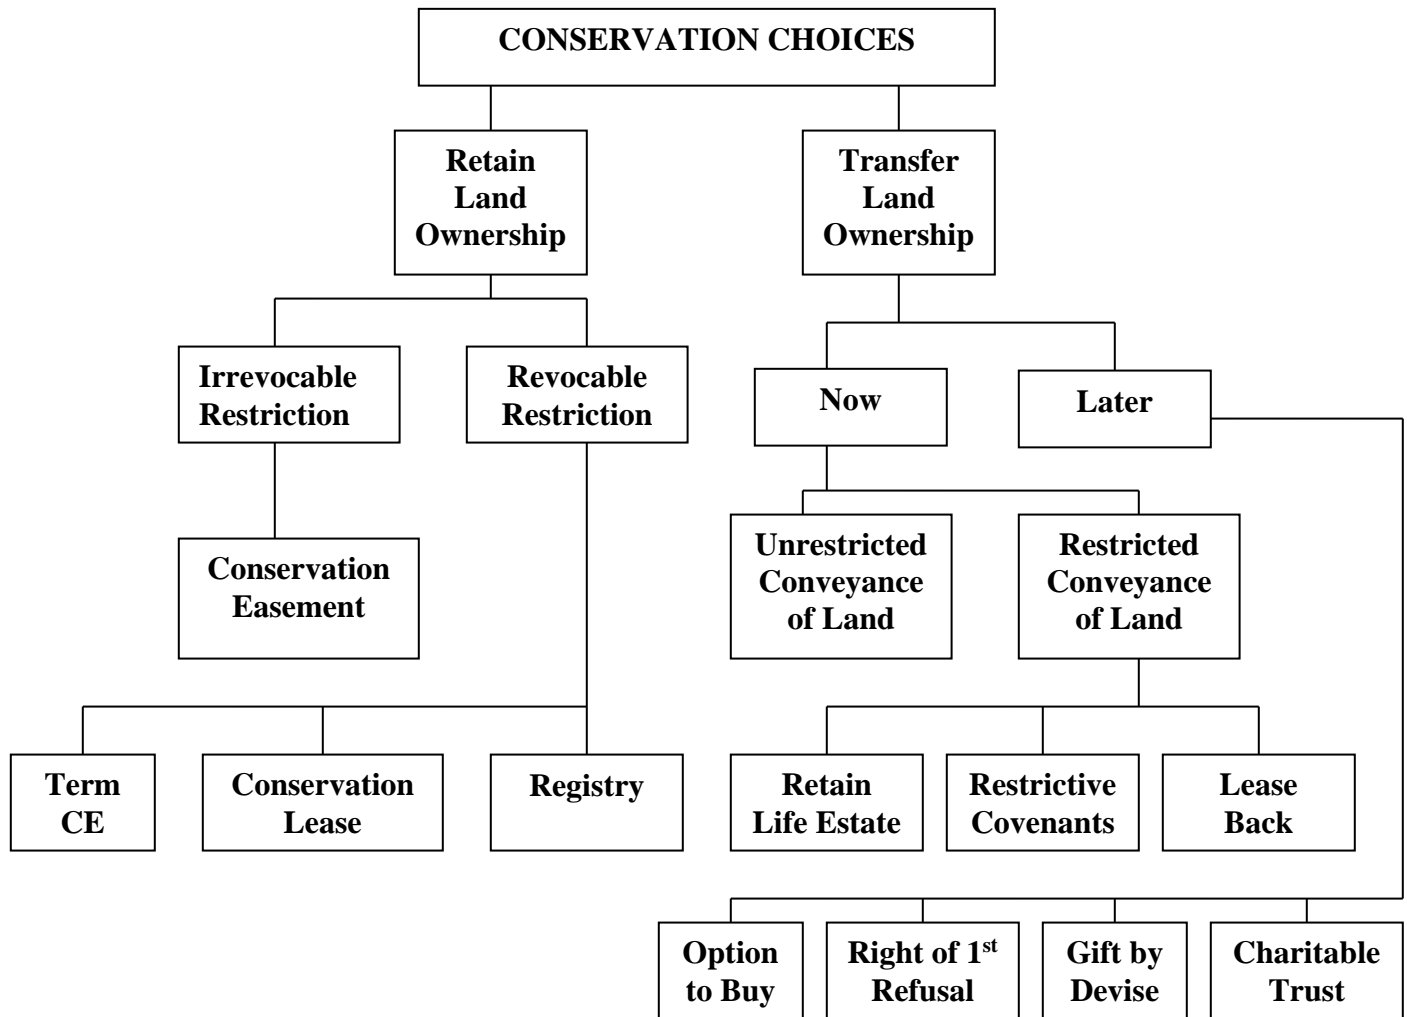 CONSERVATION CHOICES
Retain
Land
Ownership
Transfer
Land
Ownership
Irrevocable
Restriction
Revocable
Restriction
Now
Later
Conservation
Easement
Unrestricted
Conveyance
of Land
Restricted
Conveyance
of Land
Term
CE
Conservation
Lease
Registry
Retain
Life Estate
Restrictive
Covenants
Lease
Back
Option
to Buy
Right of 1st
Refusal
Gift by
Devise
Charitable
Trust